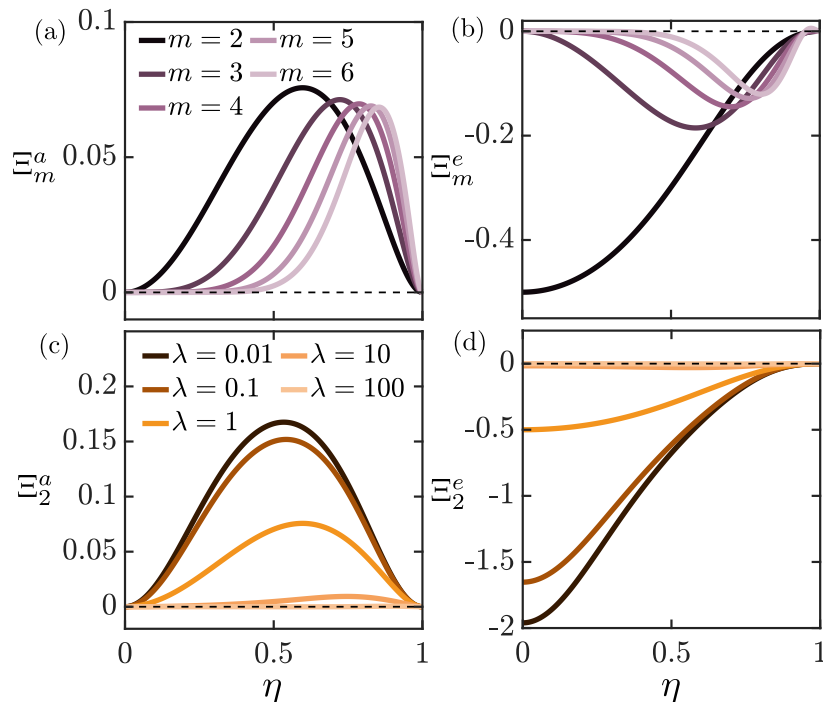 (a)
m = 2
m = 5
m = 3
m = 6
m = 4
0.1
0.05
0
Ξ^a_m
(b)
0
-0.2
-0.4
Ξ^e_m
(c)
λ = 0.01
λ = 10
λ = 0.1
λ = 100
λ = 1
0.2
0.15
0.1
0.05
0
Ξ^a_2
0
0.5
1
η
(d)
0
-0.5
-1
-1.5
-2
Ξ^e_2
0
0.5
1
η